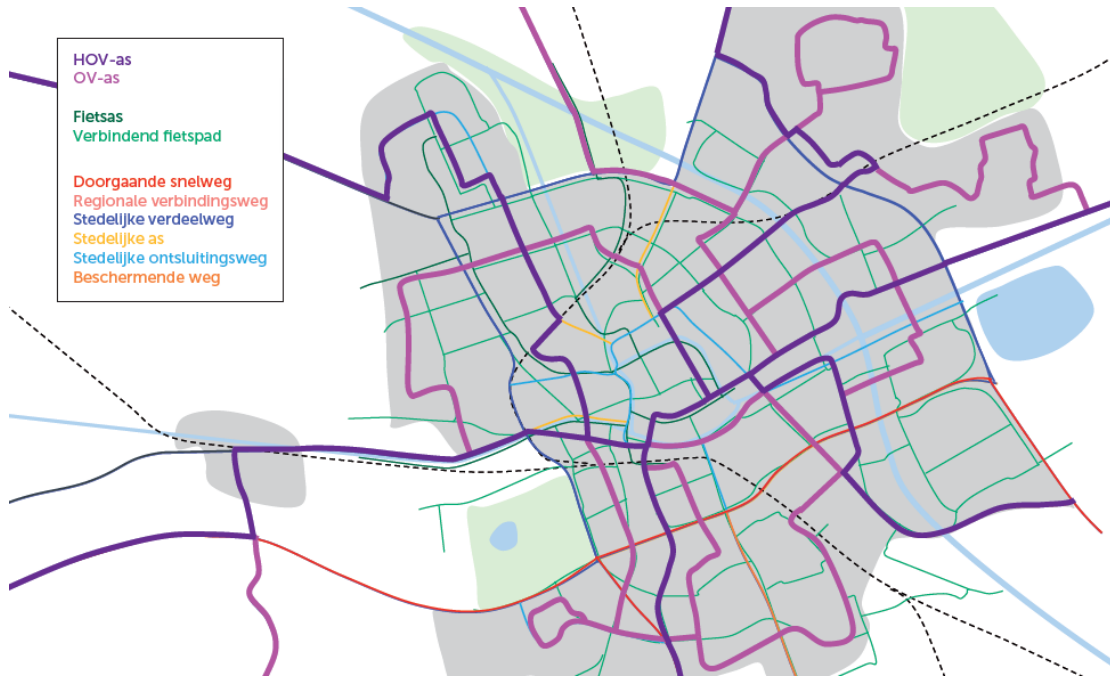 HOV-as
OV-as
Fietsas
Verbindend fietspad
Doorgaande snelweg
Regionale verbindingsweg
Stedelijke verdeelweg
Stedelijke as
Stedelijke ontsluitingsweg
Beschermende weg